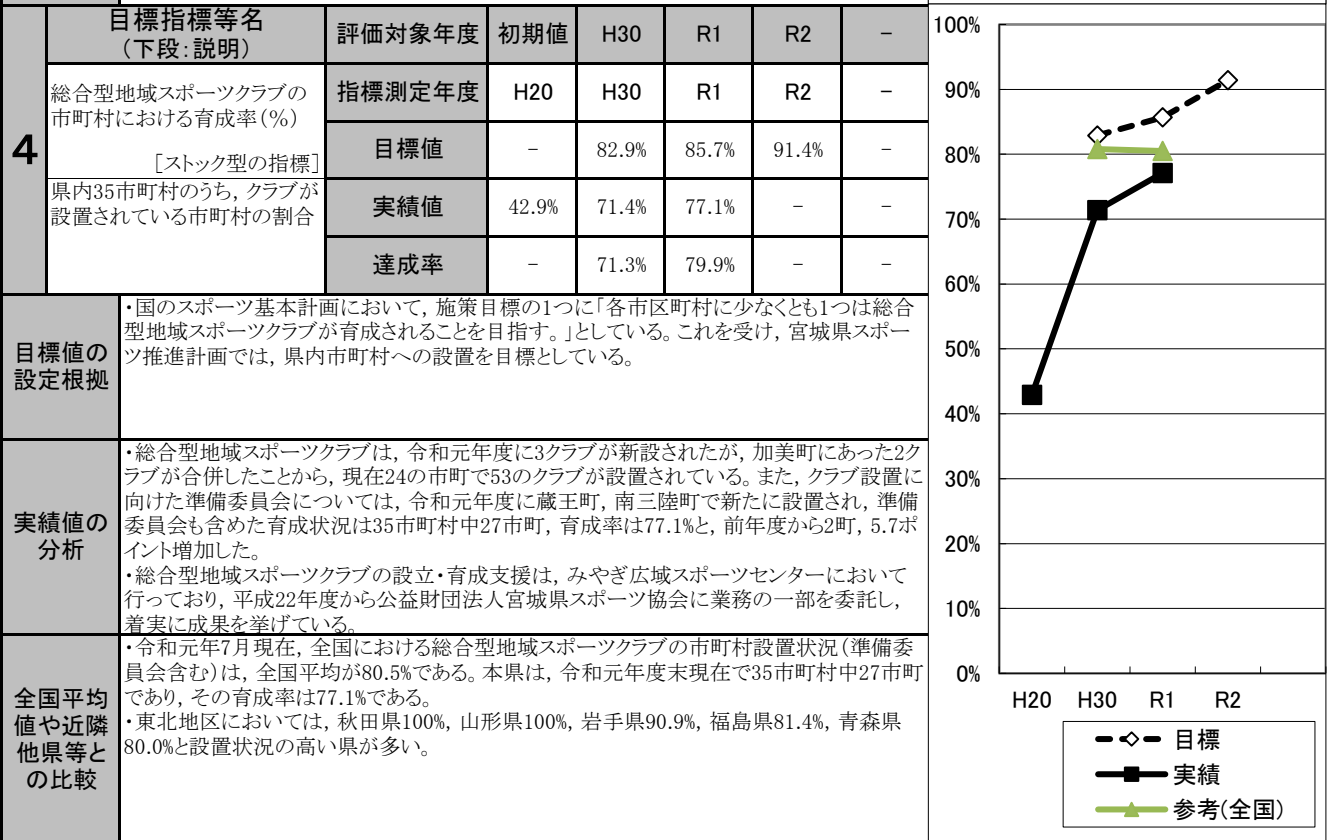 4
目標指標等名
(下段:説明)
評価対象年度 初期値 H30 R1 R2 -
総合型地域スポーツクラブの
市町村における育成率(%)
[ストック型の指標]
県内35市町村のうち, クラブが
設置されている市町村の割合
指標測定年度 H20 H30 R1 R2 -
目標値 - 82.9% 85.7% 91.4% -
実績値 42.9% 71.4% 77.1% - -
達成率 - 71.3% 79.9% - -
目標値の
設定根拠
・国のスポーツ基本計画において, 施策目標の1つに「各市区町村に少なくとも1つは総合
型地域スポーツクラブが育成されることを目指す。」としている。これを受け, 宮城県スポー
ツ推進計画では, 県内市町村への設置を目標としている。
実績値の
分析
・総合型地域スポーツクラブは, 令和元年度に3クラブが新設されたが, 加美町にあった2ク
ラブが合併したことから, 現在24の市町で53のクラブが設置されている。また, クラブ設置に
向けた準備委員会については, 令和元年度に蔵王町, 南三陸町で新たに設置され, 準備
委員会も含めた育成状況は35市町村中27市町, 育成率は77.1%と, 前年度から2町, 5.7ポ
イント増加した。
・総合型地域スポーツクラブの設立・育成支援は, みやぎ広域スポーツセンターにおいて
行っており, 平成22年度から公益財団法人宮城県スポーツ協会に業務の一部を委託し,
着実に成果を挙げている。
全国平均
値や近隣
他県等と
の比較
・令和元年7月現在, 全国における総合型地域スポーツクラブの市町村設置状況(準備委
員会含む)は, 全国平均が80.5%である。本県は, 令和元年度末現在で35市町村中27市町
であり, その育成率は77.1%である。
・東北地区においては, 秋田県100%, 山形県100%, 岩手県90.9%, 福島県81.4%, 青森県
80.0%と設置状況の高い県が多い。
100%
90%
80%
70%
60%
50%
40%
30%
20%
10%
0%
H20 H30 R1 R2
目標
実績
参考(全国)